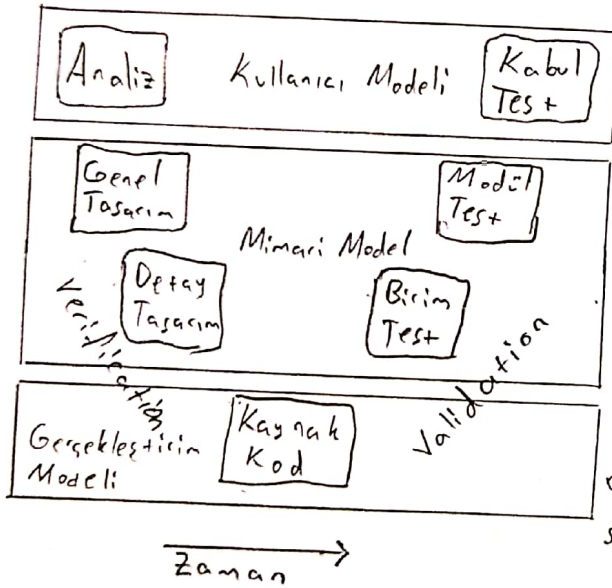 Analiz
Kullanıcı Modeli
Kabul
Test
Genel
Tasarım
Modül
Test
Mimari Model
Detay
Tasarım
Birim
Test
Verification
Validation
Kaynak
Kod
Gerçekleştirim
Modeli
Zaman